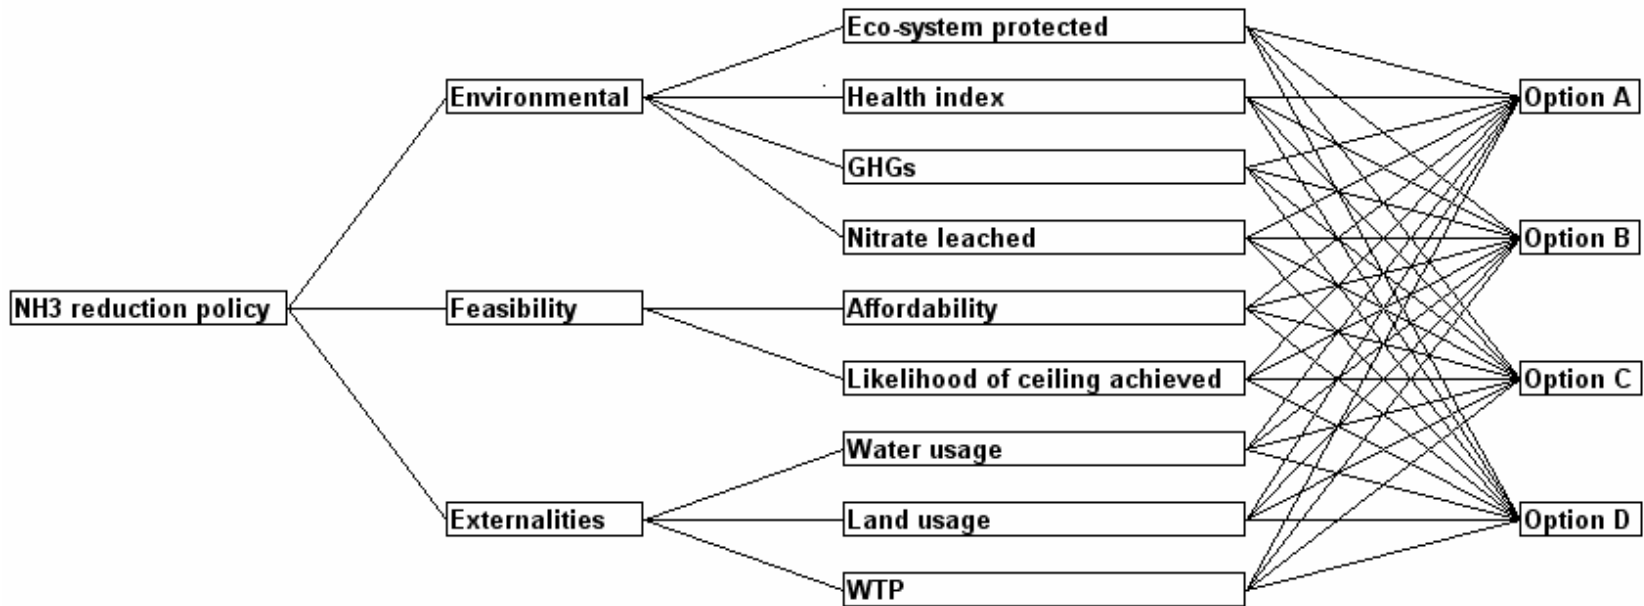 NH3 reduction policy
Environmental
Feasibility
Externalities
Eco-system protected
Health index
GHGs
Nitrate leached
Affordability
Likelihood of ceiling achieved
Water usage
Land usage
WTP
Option A
Option B
Option C
Option D